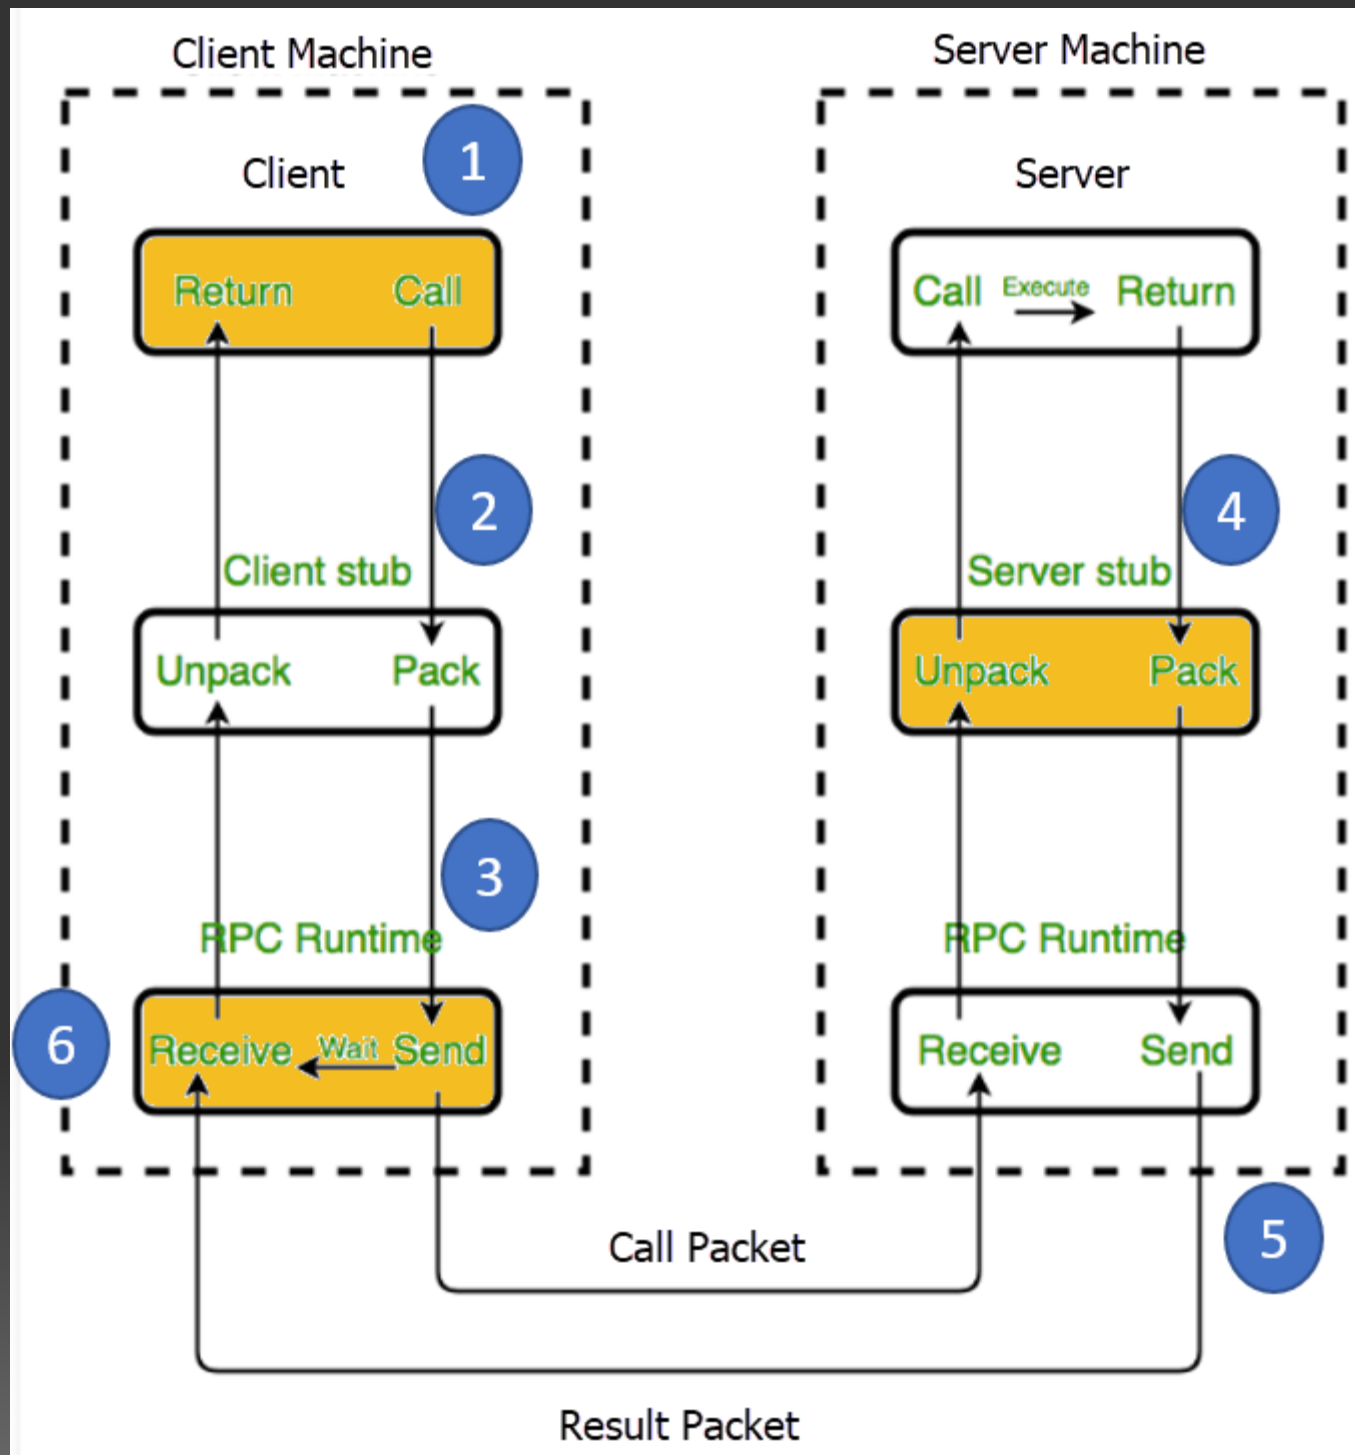 Client Machine
Server Machine
1
Client
Server
Return Call
Call Execute Return
2
4
Client stub
Server stub
Unpack Pack
Unpack Pack
3
RPC Runtime
RPC Runtime
6
Receive Wait Send
Receive Send
5
Call Packet
Result Packet